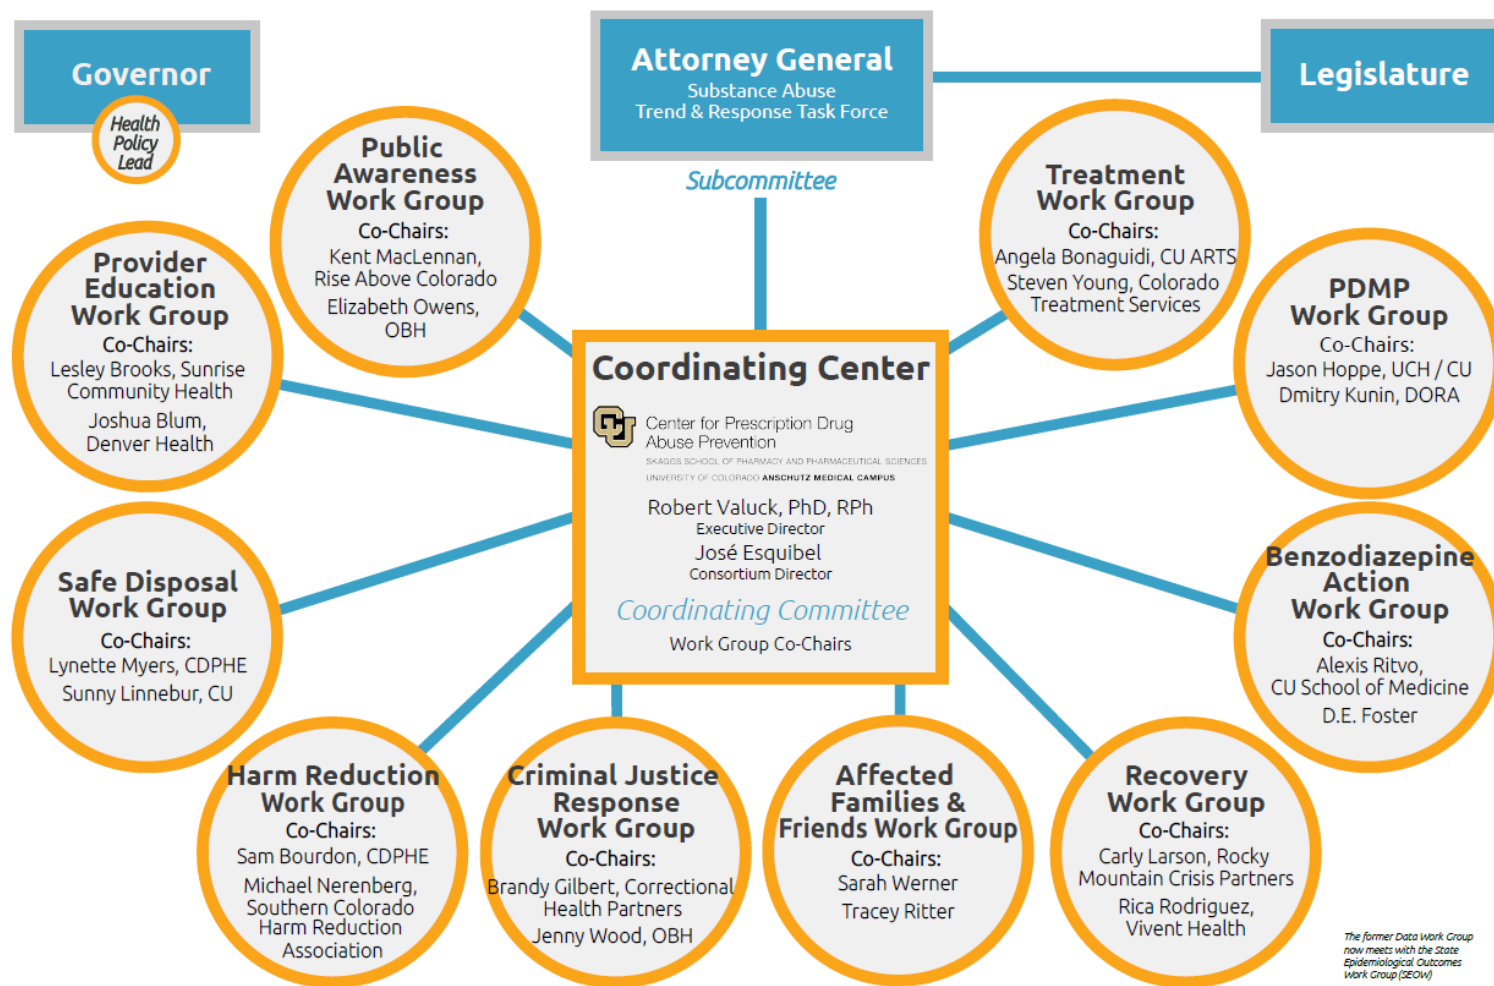 Governor
Health
Policy
Lead
Attorney General
Substance Abuse
Trend & Response Task Force
Legislature
Subcommittee
Public
Awareness
Work Group
Co-Chairs:
Kent MacLennan,
Rise Above Colorado
Elizabeth Owens,
OBH
Treatment
Work Group
Co-Chairs:
Angela Bonaguidi, CU ARTS
Steven Young, Colorado
Treatment Services
Provider
Education
Work Group
Co-Chairs:
Lesley Brooks, Sunrise
Community Health
Joshua Blum,
Denver Health
PDMP
Work Group
Co-Chairs:
Jason Hoppe, UCH / CU
Dmitry Kunin, DORA
Coordinating Center
CU
Center for Prescription Drug
Abuse Prevention
SKAGGS SCHOOL OF PHARMACY AND PHARMACEUTICAL SCIENCES
UNIVERSITY OF COLORADO ANSCHUTZ MEDICAL CAMPUS
Robert Valuck, PhD, RPh
Executive Director
José Esquibel
Consortium Director
Coordinating Committee
Work Group Co-Chairs
Safe Disposal
Work Group
Co-Chairs:
Lynette Myers, CDPHE
Sunny Linnebur, CU
Benzodiazepine
Action
Work Group
Co-Chairs:
Alexis Ritvo,
CU School of Medicine
D.E. Foster
Harm Reduction
Work Group
Co-Chairs:
Sam Bourdon, CDPHE
Michael Nerenberg,
Southern Colorado
Harm Reduction
Association
Criminal Justice
Response
Work Group
Co-Chairs:
Brandy Gilbert, Correctional
Health Partners
Jenny Wood, OBH
Affected
Families &
Friends Work Group
Co-Chairs:
Sarah Werner
Tracey Ritter
Recovery
Work Group
Co-Chairs:
Carly Larson, Rocky
Mountain Crisis Partners
Rica Rodriguez,
Vivent Health
The former Data Work Group
now meets with the State
Epidemiological Outcomes
Work Group (SEOW)